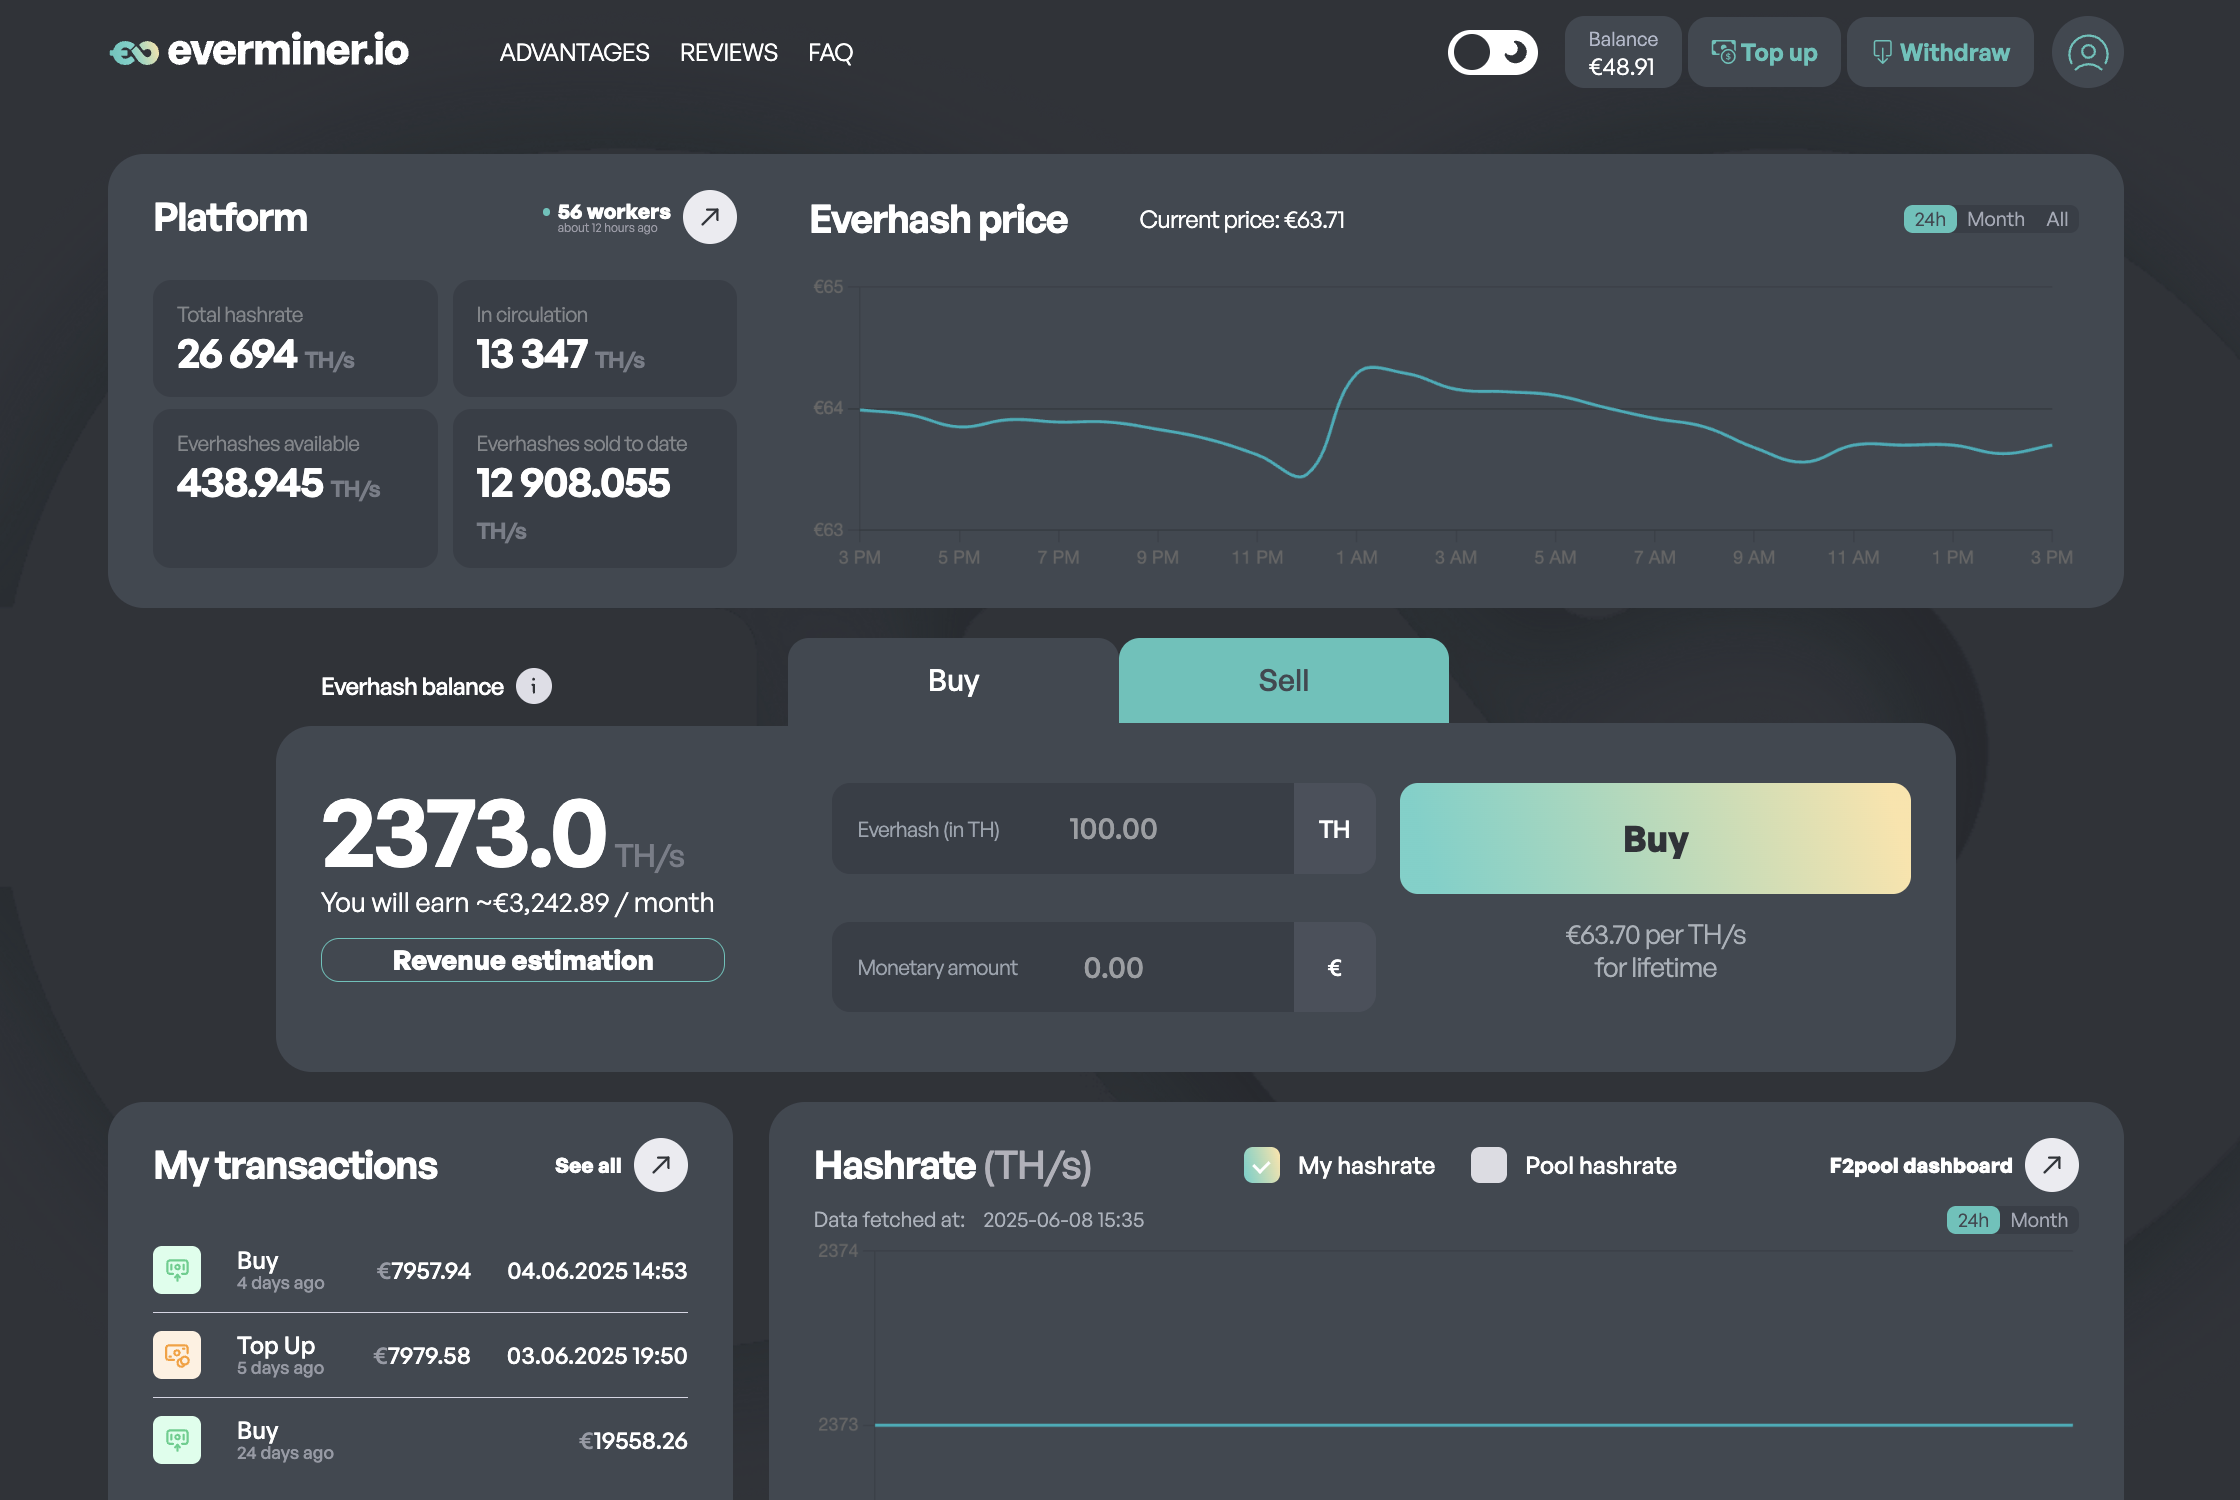 everminer.io
ADVANTAGES REVIEWS FAQ
Balance
€48.91
Top up
Withdraw
Platform
56 workers
about 12 hours ago
Total hashrate
26 694 TH/s
In circulation
13 347 TH/s
Everhashes available
438.945 TH/s
Everhashes sold to date
12 908.055
TH/s
Everhash price
Current price: €63.71
24h Month All
€65
€64
€63
3 PM 5 PM 7 PM 9 PM 11 PM 1 AM 3 AM 5 AM 7 AM 9 AM 11 AM 1 PM 3 PM
Everhash balance i
Buy
Sell
2373.0 TH/s
You will earn ~€3,242.89 / month
Revenue estimation
Everhash (in TH) 100.00 TH
Monetary amount 0.00 €
Buy
€63.70 per TH/s
for lifetime
My transactions
See all
Buy
4 days ago
€7957.94 04.06.2025 14:53
Top Up
5 days ago
€7979.58 03.06.2025 19:50
Buy
24 days ago
€19558.26
Hashrate (TH/s)
My hashrate
Pool hashrate
F2pool dashboard
Data fetched at: 2025-06-08 15:35
24h Month
2374
2373